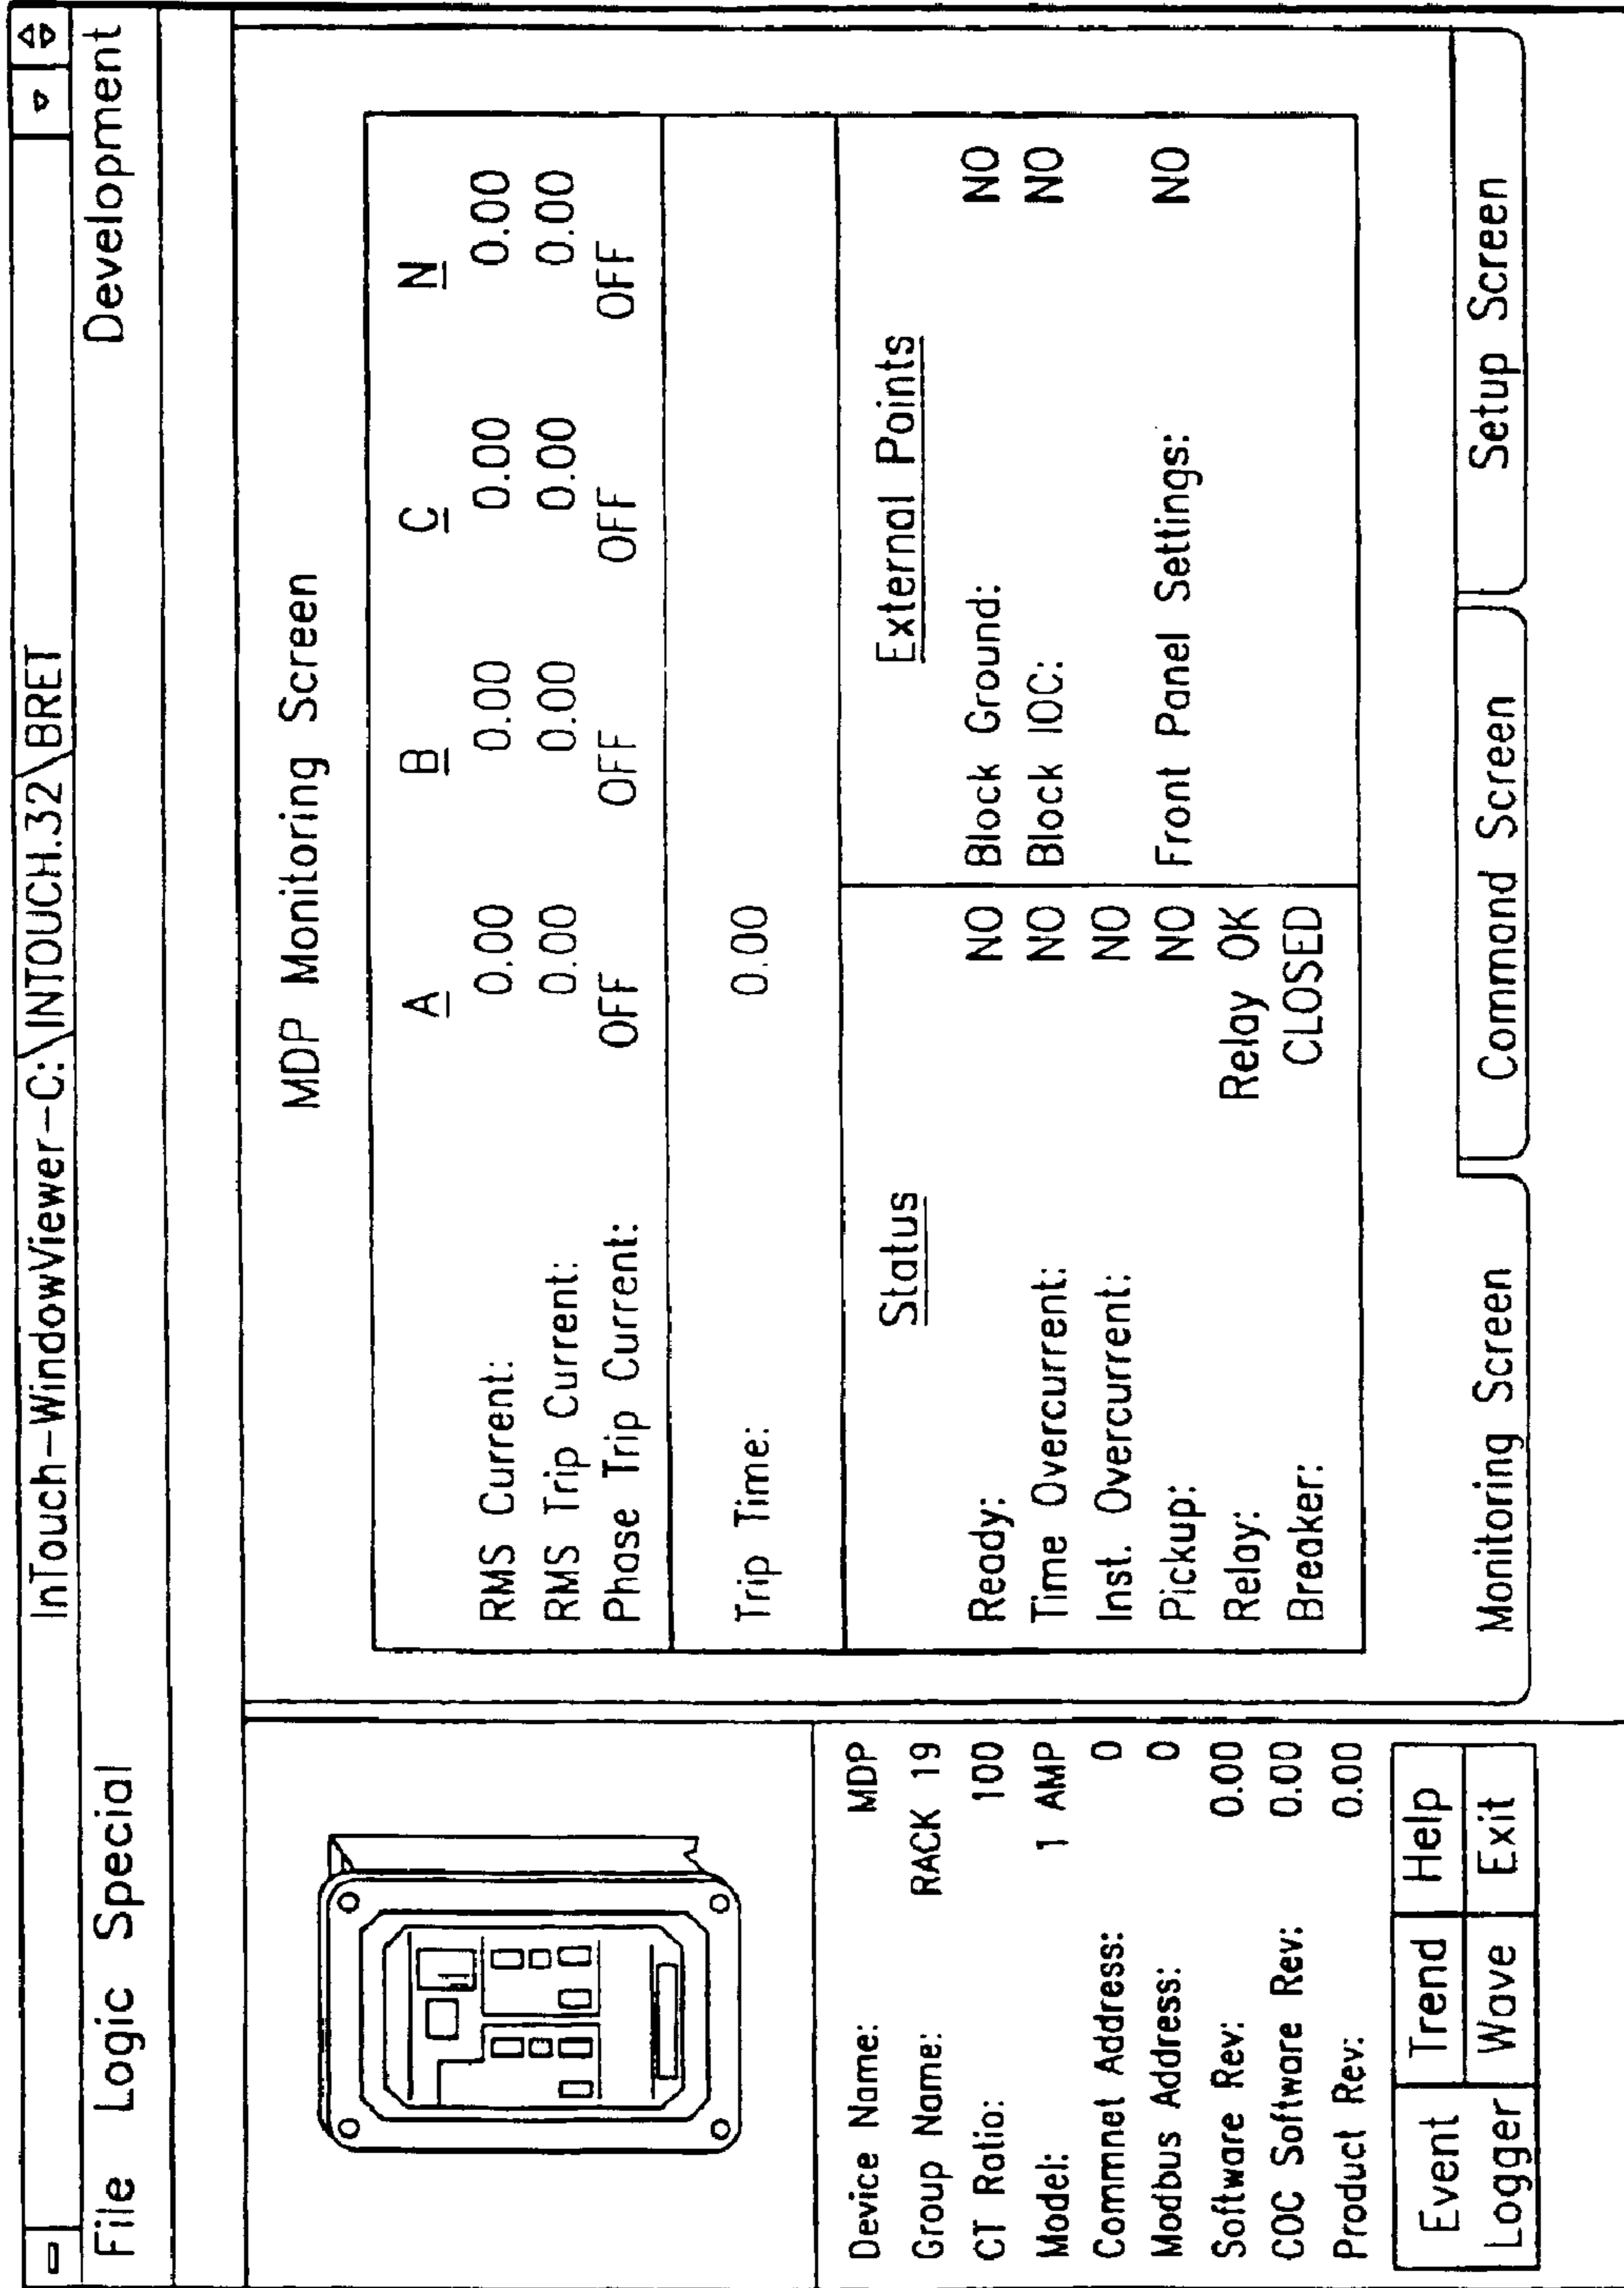 InTouch-WindowViewer-C:\INTOUCH.32\BRET
File Logic Special Development
MDP Monitoring Screen
A B C N
RMS Current: 0.00 0.00 0.00 0.00
RMS Trip Current: 0.00 0.00 0.00 0.00
Phase Trip Current: OFF OFF OFF OFF
Trip Time: 0.00
Status
Ready: NO
Time Overcurrent: NO
Inst. Overcurrent: NO
Pickup: NO
Relay: Relay OK
Breaker: CLOSED
External Points
Block Ground: NO
Block IOC: NO
Front Panel Settings: NO
Device Name: MDP
Group Name: RACK 19
CT Ratio: 100
Model: 1 AMP
Commnet Address: 0
Modbus Address: 0
Software Rev: 0.00
COC Software Rev: 0.00
Product Rev: 0.00
Event Logger
Trend
Help
Wave
Exit
Monitoring Screen
Command Screen
Setup Screen